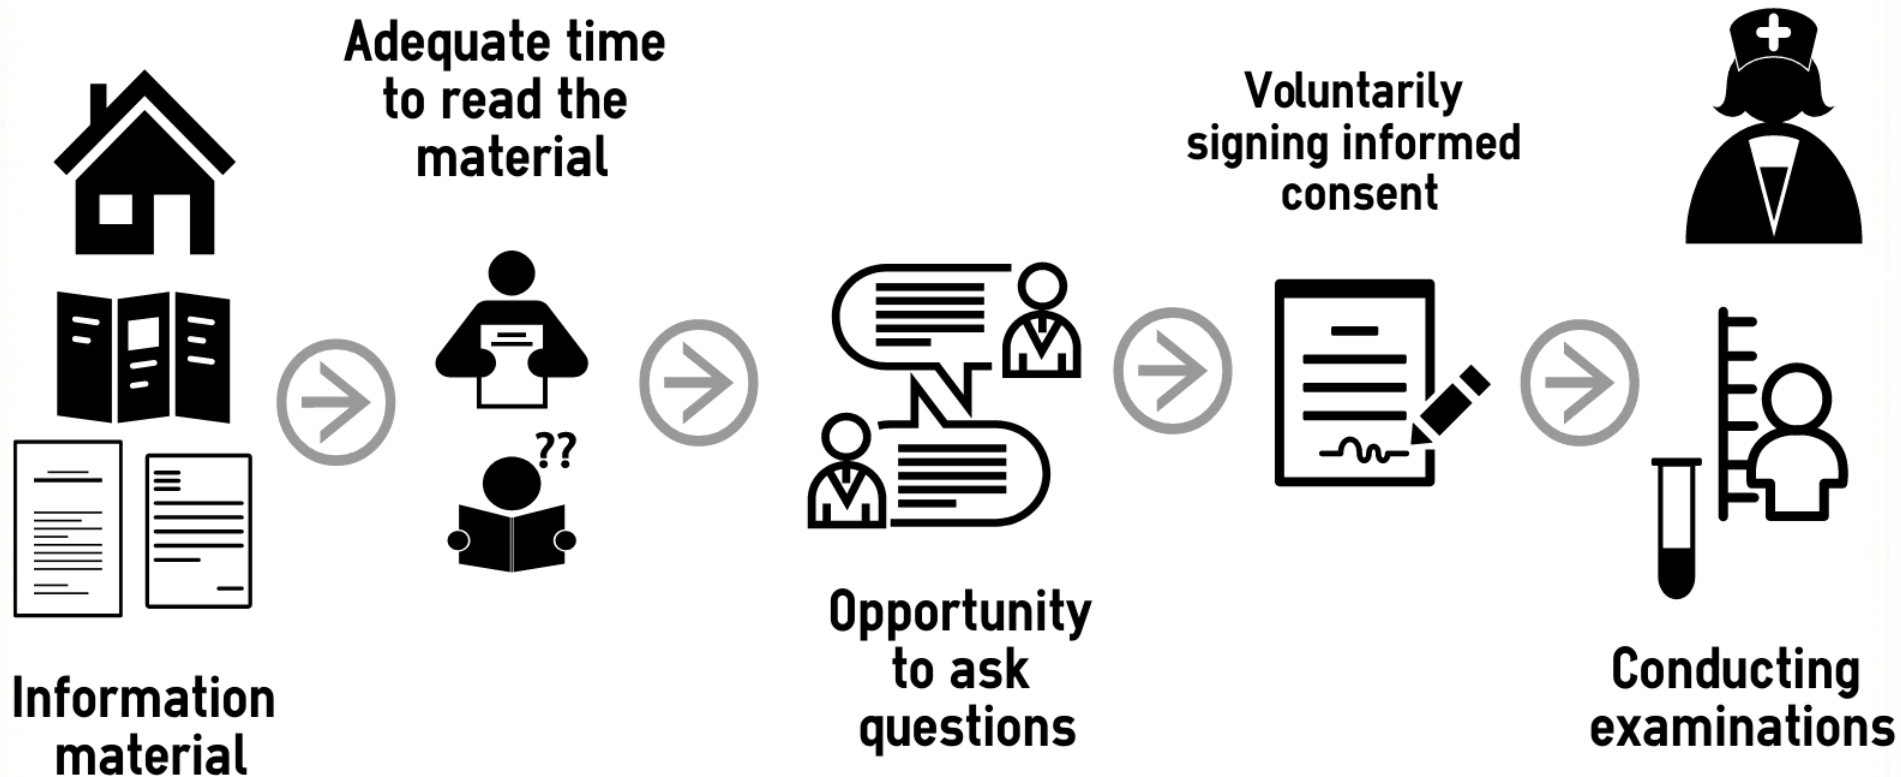 Information
material
Adequate time
to read the
material
??
Opportunity
to ask
questions
Voluntarily
signing informed
consent
Conducting
examinations